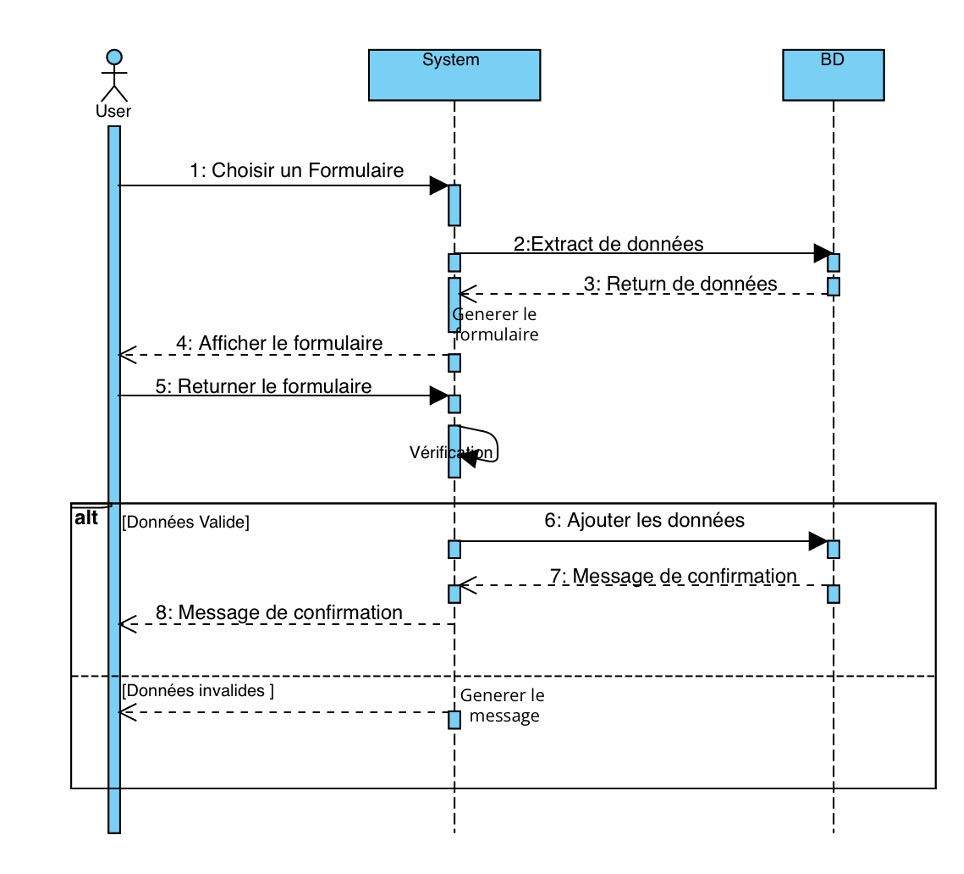 System
BD
User
1: Choisir un Formulaire
2:Extract de données
3: Return de données
Generer le
formulaire
4: Afficher le formulaire
5: Returner le formulaire
Vérification
alt
[Données Valide]
6: Ajouter les données
7: Message de confirmation
8: Message de confirmation
[Données invalides ]
Generer le
message